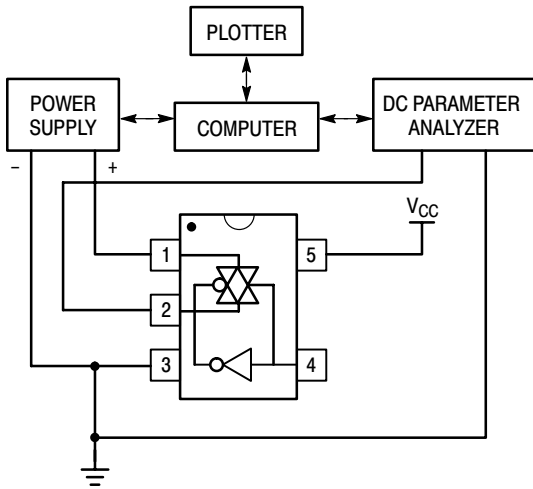 PLOTTER
POWER
SUPPLY
COMPUTER
DC PARAMETER
ANALYZER
–
+
VCC
1
5
2
3
4